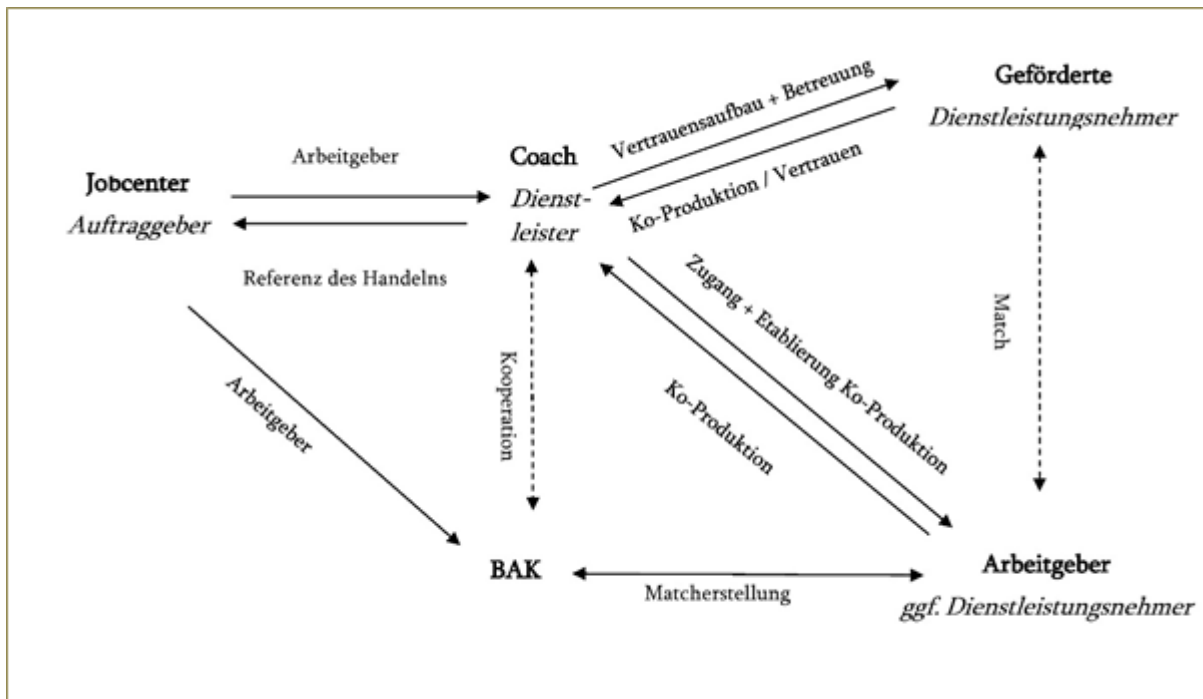 Geförderte
Dienstleistungsnehmer
Vertrauensaufbau + Betreuung
Arbeitgeber
Coach
Dienst-
leister
Jobcenter
Auftraggeber
Ko-Produktion / Vertrauen
Referenz des Handelns
Zugang + Etablierung Ko-Produktion
Match
Kooperation
Arbeitgeber
Ko-Produktion
BAK
Matcherstellung
Arbeitgeber
ggf. Dienstleistungsnehmer